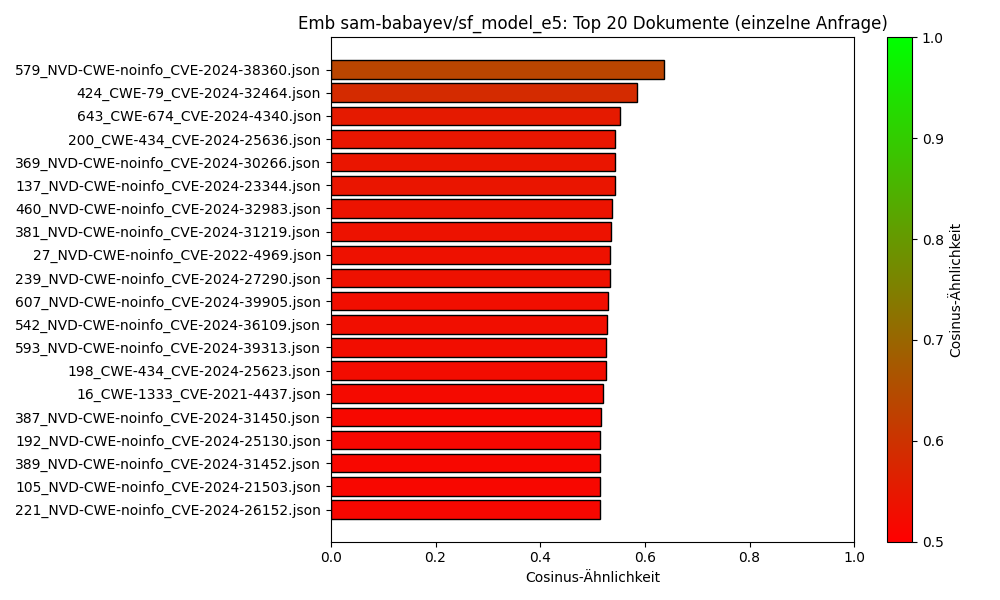 Emb sam-babayev/sf_model_e5: Top 20 Dokumente (einzelne Anfrage)
579_NVD-CWE-noinfo_CVE-2024-38360.json
424_CWE-79_CVE-2024-32464.json
643_CWE-674_CVE-2024-4340.json
200_CWE-434_CVE-2024-25636.json
369_NVD-CWE-noinfo_CVE-2024-30266.json
137_NVD-CWE-noinfo_CVE-2024-23344.json
460_NVD-CWE-noinfo_CVE-2024-32983.json
381_NVD-CWE-noinfo_CVE-2024-31219.json
27_NVD-CWE-noinfo_CVE-2022-4969.json
239_NVD-CWE-noinfo_CVE-2024-27290.json
607_NVD-CWE-noinfo_CVE-2024-39905.json
542_NVD-CWE-noinfo_CVE-2024-36109.json
593_NVD-CWE-noinfo_CVE-2024-39313.json
198_CWE-434_CVE-2024-25623.json
16_CWE-1333_CVE-2021-4437.json
387_NVD-CWE-noinfo_CVE-2024-31450.json
192_NVD-CWE-noinfo_CVE-2024-25130.json
389_NVD-CWE-noinfo_CVE-2024-31452.json
105_NVD-CWE-noinfo_CVE-2024-21503.json
221_NVD-CWE-noinfo_CVE-2024-26152.json
0.0 0.2 0.4 0.6 0.8 1.0
Cosinus-Ähnlichkeit
1.0
0.9
0.8
0.7
0.6
0.5
Cosinus-Ähnlichkeit